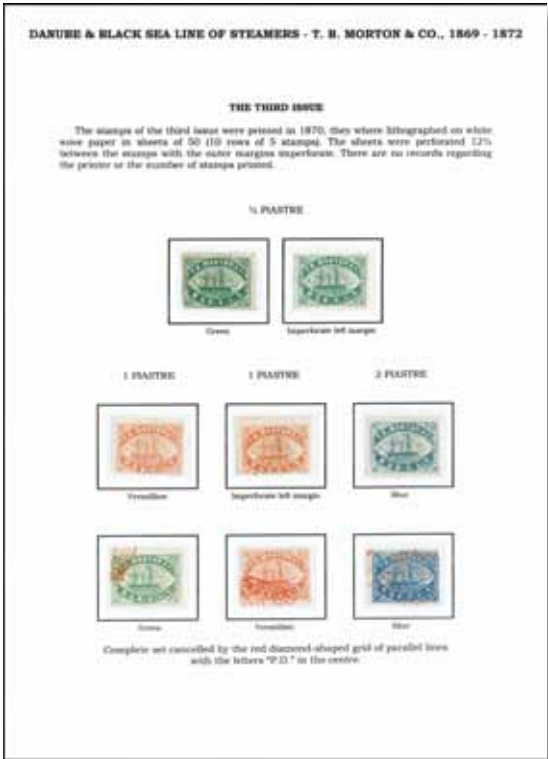 DANUBE & BLACK SEA LINE OF STEAMERS - T. B. MORTON & CO., 1869 - 1872
THE THIRD ISSUE
The stamps of the third issue were printed in 1870, they where lithographed on white
wove paper in sheets of 50 (10 rows of 5 stamps). The sheets were perforated 12½
between the stamps with the outer margins imperforate. There are no records regarding
the printer or the number of stamps printed.
½ PIASTRE
Green
Imperforate left margin
1 PIASTRE
1 PIASTRE
2 PIASTRE
Vermilion
Imperforate left margin
Blue
Green
Vermilion
Blue
Complete set cancelled by the red diamond-shaped grid of parallel lines
with the letters "P.D." in the centre.